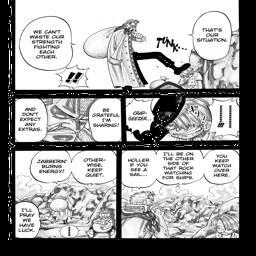 THAT'S
OUR
SITUATION.
WE CAN'T
WASTE OUR
STRENGTH
FIGHTING
EACH
OTHER.
TUNK...
!!
!!
CRAP-
GEEZER...
BE
GRATEFUL
I'M
SHARING!
AND
DON'T
EXPECT
ANY
EXTRAS.
YOU
KEEP
WATCH
OVER
HERE.
I'LL BE
ON THE
OTHER SIDE
OF THAT
ROCK
WATCHING
FOR SHIPS.
HOLLER
IF YOU
SEE A
SAIL...
OTHER-
WISE,
KEEP
QUIET.
JABBERIN'
BURNS
ENERGY!
I'LL
PRAY
WE HAVE
LUCK.